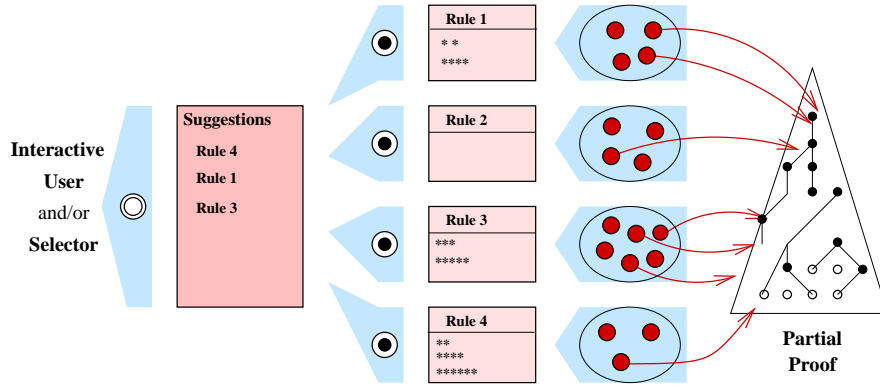 Interactive
User
and/or
Selector
Suggestions
Rule 4
Rule 1
Rule 3
Rule 1
* *
****
Rule 2
Rule 3
***
*****
Rule 4
**
****
******
Partial
Proof